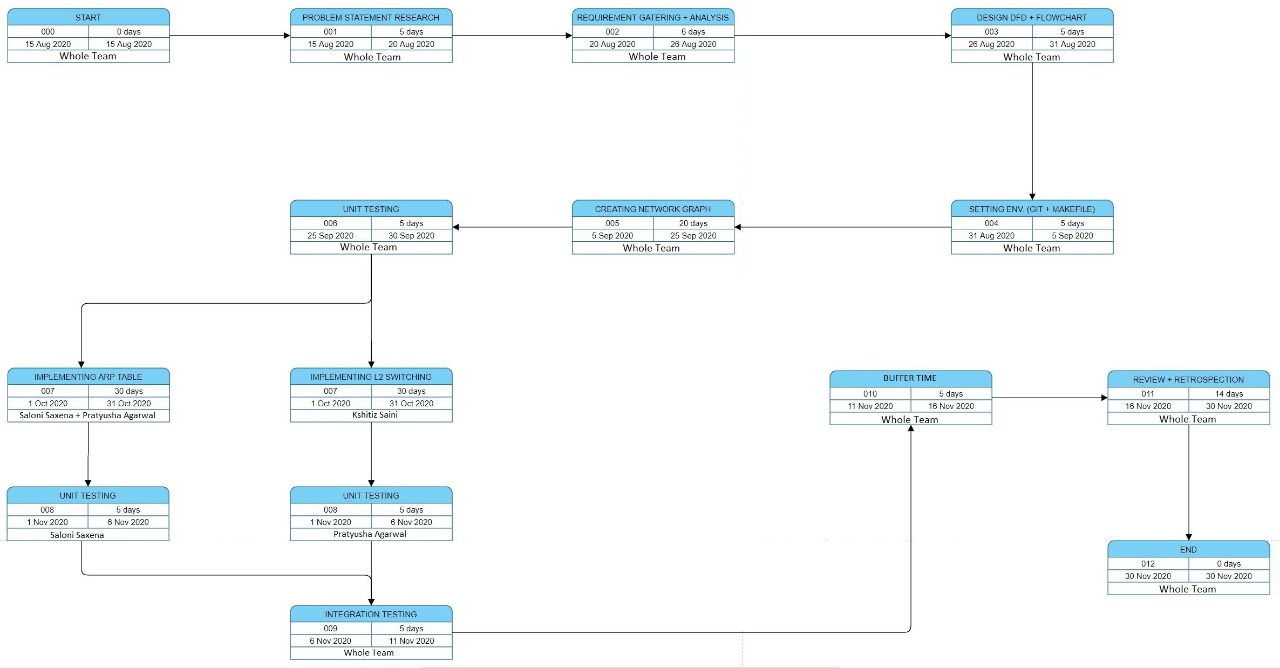 START
000 0 days
15 Aug 2020 15 Aug 2020
Whole Team
PROBLEM STATEMENT RESEARCH
001 5 days
15 Aug 2020 20 Aug 2020
Whole Team
REQUIREMENT GATERING + ANALYSIS
002 6 days
20 Aug 2020 26 Aug 2020
Whole Team
DESIGN DFD + FLOWCHART
003 5 days
26 Aug 2020 31 Aug 2020
Whole Team
SETTING ENV. (GIT + MAKEFILE)
004 5 days
31 Aug 2020 5 Sep 2020
Whole Team
CREATING NETWORK GRAPH
005 20 days
5 Sep 2020 25 Sep 2020
Whole Team
UNIT TESTING
006 5 days
25 Sep 2020 30 Sep 2020
Whole Team
IMPLEMENTING ARP TABLE
007 30 days
1 Oct 2020 31 Oct 2020
Saloni Saxena + Pratyusha Agarwal
IMPLEMENTING L2 SWITCHING
007 30 days
1 Oct 2020 31 Oct 2020
Kshitiz Saini
UNIT TESTING
008 5 days
1 Nov 2020 6 Nov 2020
Saloni Saxena
UNIT TESTING
008 5 days
1 Nov 2020 6 Nov 2020
Pratyusha Agarwal
INTEGRATION TESTING
009 5 days
6 Nov 2020 11 Nov 2020
Whole Team
BUFFER TIME
010 5 days
11 Nov 2020 16 Nov 2020
Whole Team
REVIEW + RETROSPECTION
011 14 days
16 Nov 2020 30 Nov 2020
Whole Team
END
012 0 days
30 Nov 2020 30 Nov 2020
Whole Team